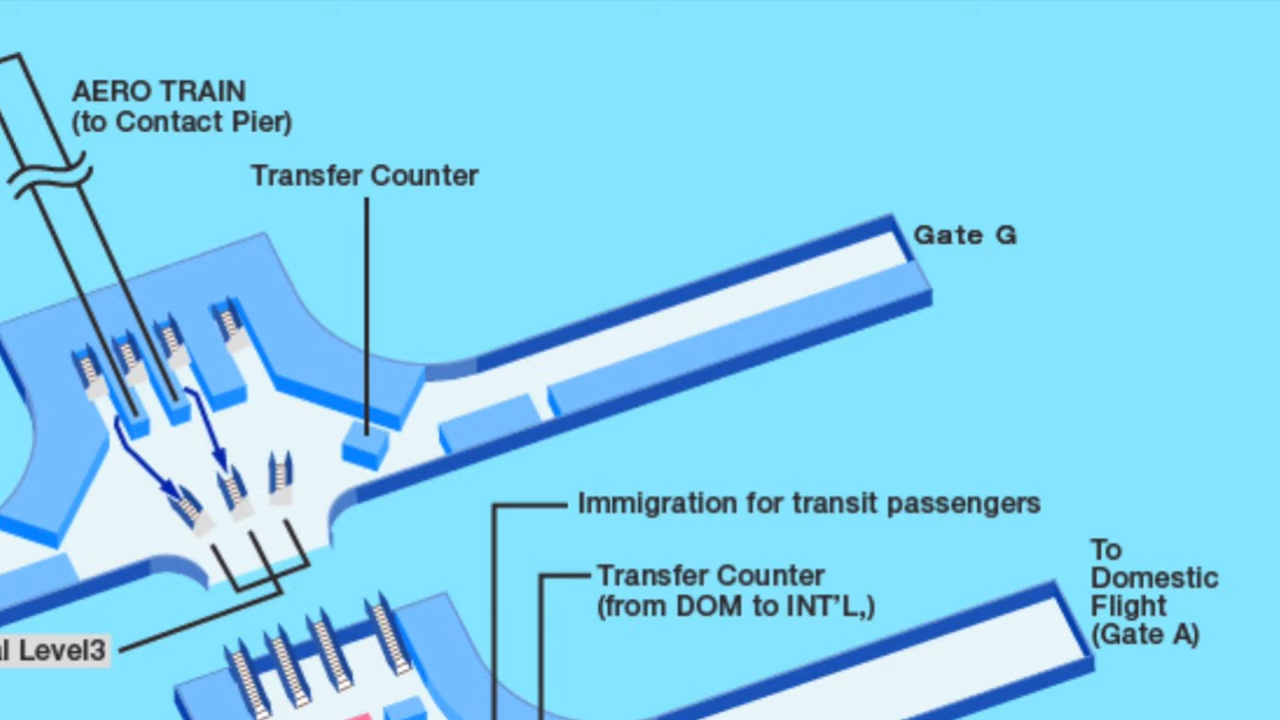 AERO TRAIN
(to Contact Pier)
Transfer Counter
Gate G
Immigration for transit passengers
Transfer Counter
(from DOM to INT'L,)
To
Domestic
Flight
(Gate A)
Level3